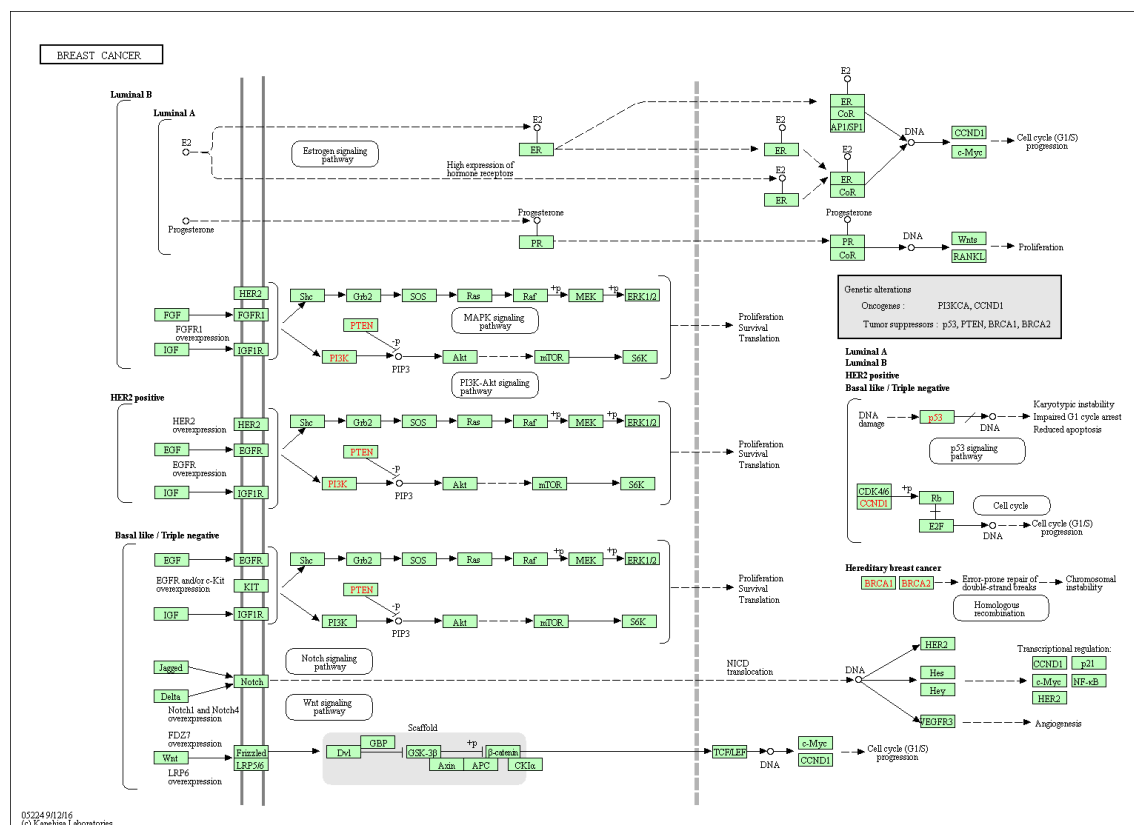 BREAST CANCER
Luminal B
Luminal A
E2
E2
Estrogen signaling
pathway
ER
High expression of
hormone receptors
E2
ER
E2
ER
E2
ER
CoR
AP1/SP1
E2
ER
CoR
DNA
CCND1
c-Myc
Cell cycle (G1/S)
progression
Progesterone
Progesterone
PR
Progesterone
PR
CoR
DNA
Wnts
RANKL
Proliferation
HER2
FGF
FGFR1
FGFR1
overexpression
IGF
IGF1R
Shc
Grb2
SOS
Ras
Raf
+p
MEK
+p
ERK1/2
MAPK signaling
pathway
PTEN
-p
PI3K
PIP3
Akt
mTOR
S6K
PI3K-Akt signaling
pathway
Proliferation
Survival
Translation
Genetic alterations
Oncogenes : PI3KCA, CCND1
Tumor suppressors : p53, PTEN, BRCA1, BRCA2
HER2 positive
HER2
overexpression
HER2
EGF
EGFR
EGFR
overexpression
IGF
IGF1R
Shc
Grb2
SOS
Ras
Raf
+p
MEK
+p
ERK1/2
PTEN
-p
PI3K
PIP3
Akt
mTOR
S6K
Proliferation
Survival
Translation
Luminal A
Luminal B
HER2 positive
Basal like / Triple negative
DNA
damage
p53
DNA
Karyotypic instability
Impaired G1 cycle arrest
Reduced apoptosis
p53 signaling
pathway
CDK4/6
CCND1
+p
Rb
E2F
Cell cycle
DNA
Cell cycle (G1/S)
progression
Basal like / Triple negative
EGF
EGFR
EGFR and/or c-Kit
overexpression
KIT
IGF
IGF1R
Shc
Grb2
SOS
Ras
Raf
+p
MEK
+p
ERK1/2
PTEN
-p
PI3K
PIP3
Akt
mTOR
S6K
Proliferation
Survival
Translation
Hereditary breast cancer
BRCA1
BRCA2
Error-prone repair of
double-strand breaks
Chromosomal
instability
Homologous
recombination
Jagged
Delta
Notch
Notch1 and Notch4
overexpression
Notch signaling
pathway
NICD
translocation
DNA
HER2
Hes
Hey
VEGFR3
Transcriptional regulation:
CCND1
p21
c-Myc
NF-κB
HER2
Angiogenesis
Wnt signaling
pathway
FDZ7
overexpression
Wnt
LRP6
overexpression
Frizzled
LRP5/6
Scaffold
Dvl
GBP
GSK-3β
+p
β-catenin
Axin
APC
CKIα
TCF/LEF
DNA
c-Myc
CCND1
Cell cycle (G1/S)
progression
05224 9/12/16
(c) Kanehisa Laboratories